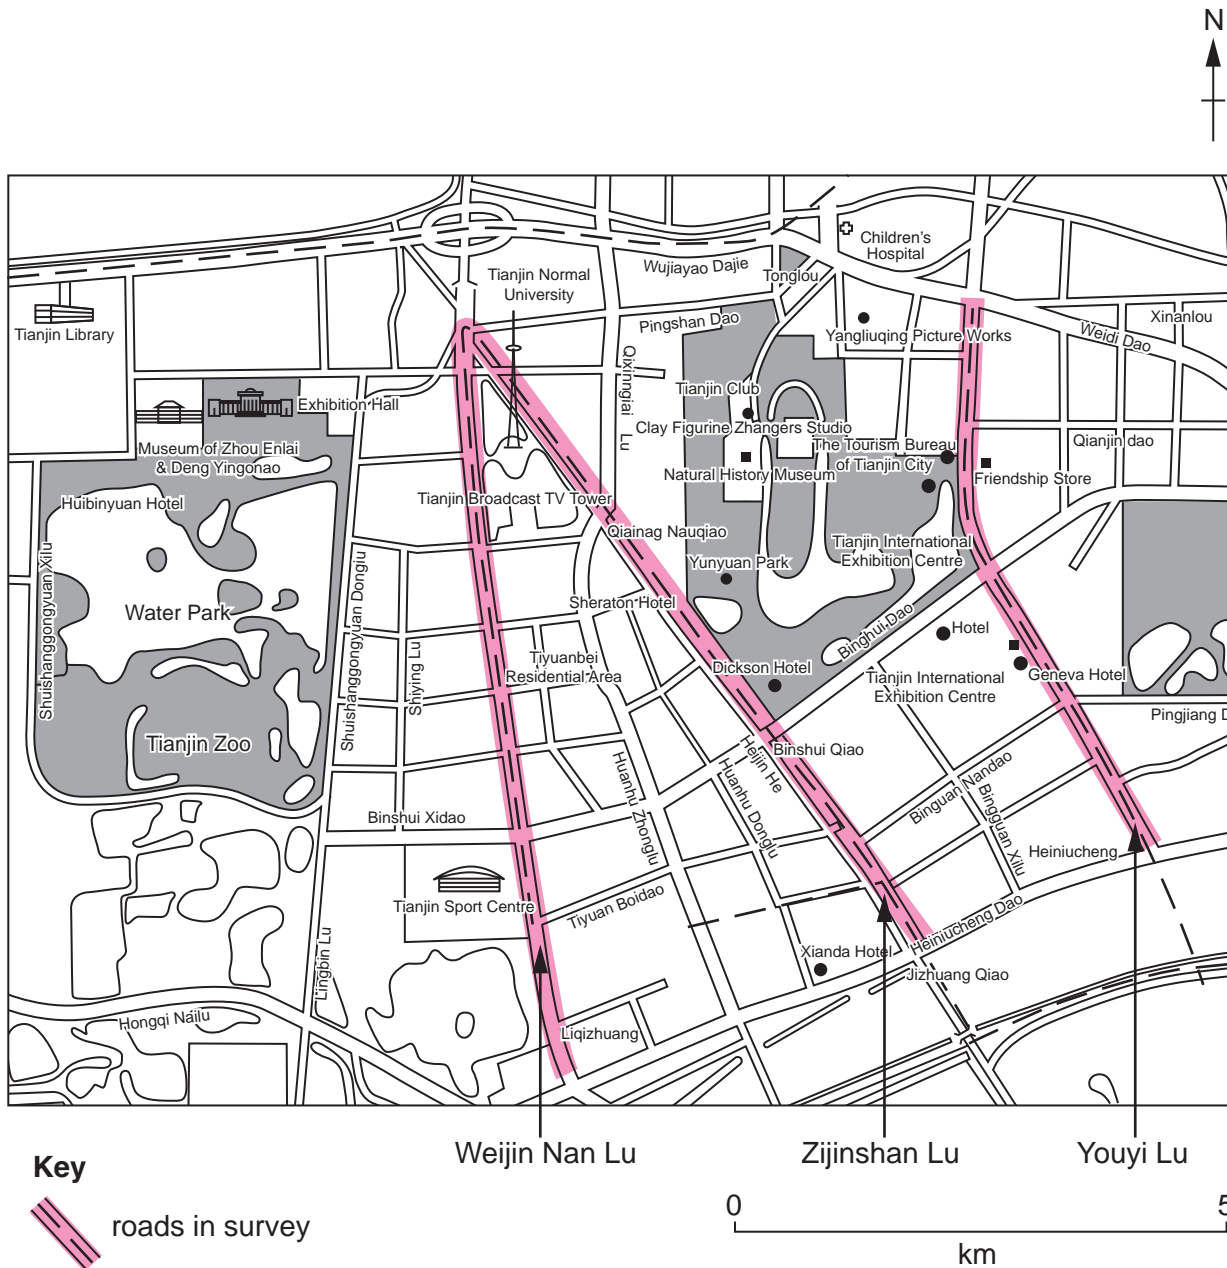 N
Children's
Hospital
Tianjin Normal
University
Wujiayao Dajie
Tonglou
Tianjin Library
Pingshan Dao
Yangliuqing Picture Works
Xinanlou
Weidi Dao
Qixinngiai Lu
Tianjin Club
Exhibition Hall
Clay Figurine Zhangers Studio
The Tourism Bureau
of Tianjin City
Qianjin dao
Museum of Zhou Enlai
& Deng Yingonao
Natural History Museum
Friendship Store
Huibinyuan Hotel
Tianjin Broadcast TV Tower
Qiainag Nauqiao
Tianjin International
Exhibition Centre
Yunyuan Park
Shuishanggongyuan Xilu
Water Park
Shuishanggongyuan Dongiu
Shiying Lu
Sheraton Hotel
Binghui Dao
Hotel
Tiyuanbei
Residential Area
Dickson Hotel
Tianjin International
Exhibition Centre
Geneva Hotel
Pingjiang D
Tianjin Zoo
Heijin He
Binshui Qiao
Huanhu Zhonglu
Huanhu Donglu
Binguan Nandao
Bingguan Xilu
Binshui Xidao
Heiniucheng
Tianjin Sport Centre
Tiyuan Boidao
Heiniucheng Dao
Lingbin Lu
Xianda Hotel
Jizhuang Qiao
Hongqi Nailu
Liqizhuang
Weijin Nan Lu
Zijinshan Lu
Youyi Lu
Key
roads in survey
0
5
km